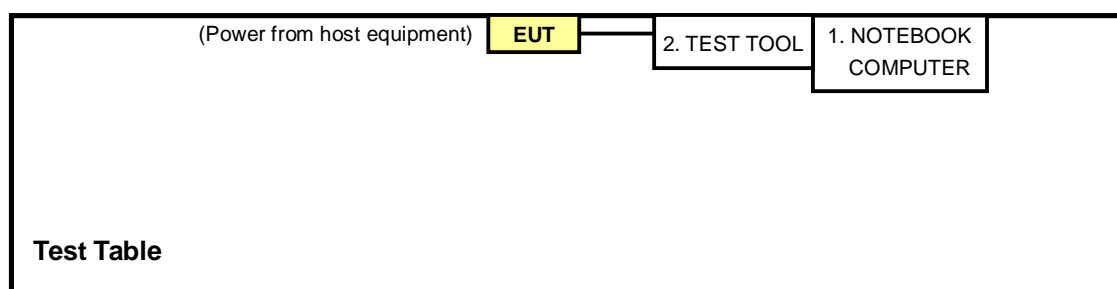 (Power from host equipment)
EUT
2. TEST TOOL
1. NOTEBOOK
COMPUTER
Test Table